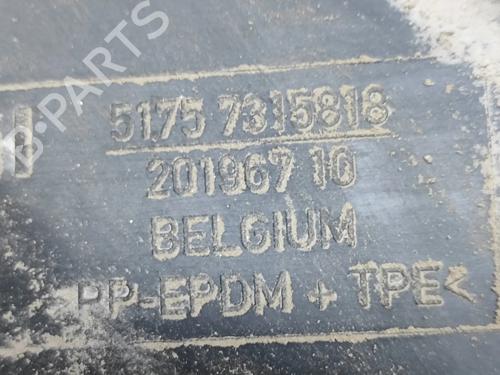 B-PARTS
5175 7315818
201967 10
BELGIUM
PP-EPDM + TPE<